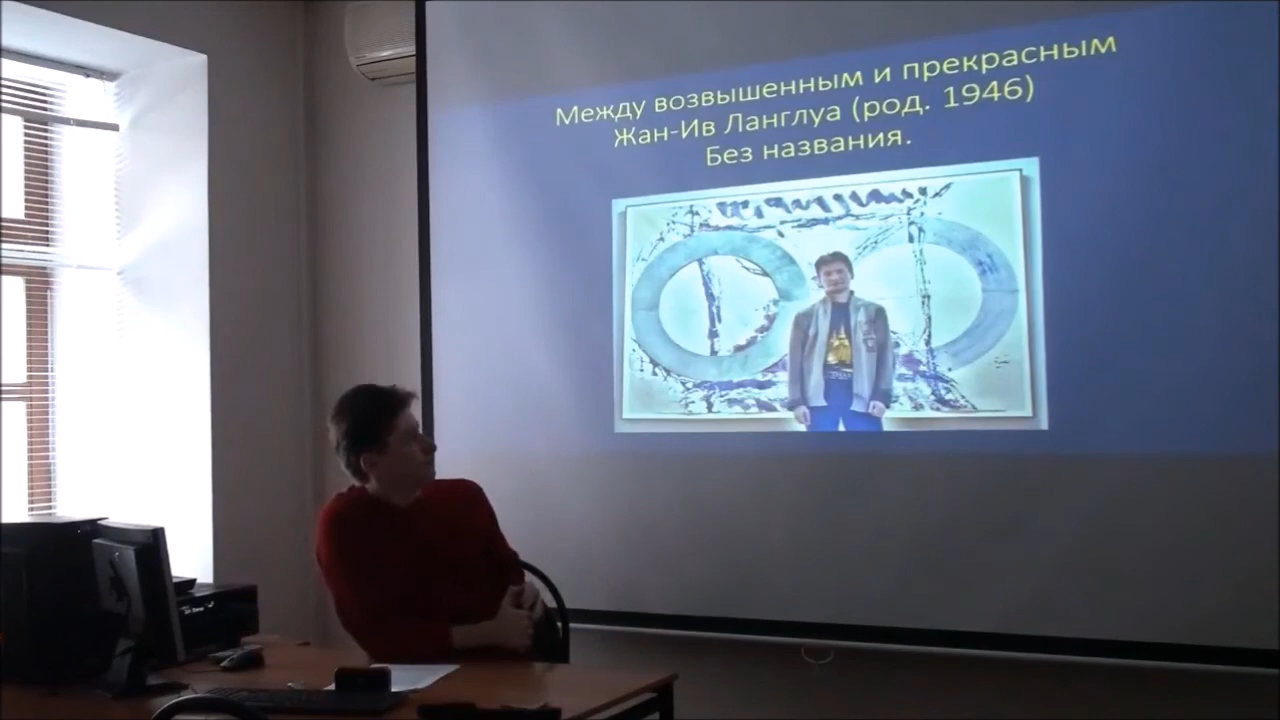 Между возвышенным и прекрасным
Жан-Ив Ланглуа (род. 1946)
Без названия.